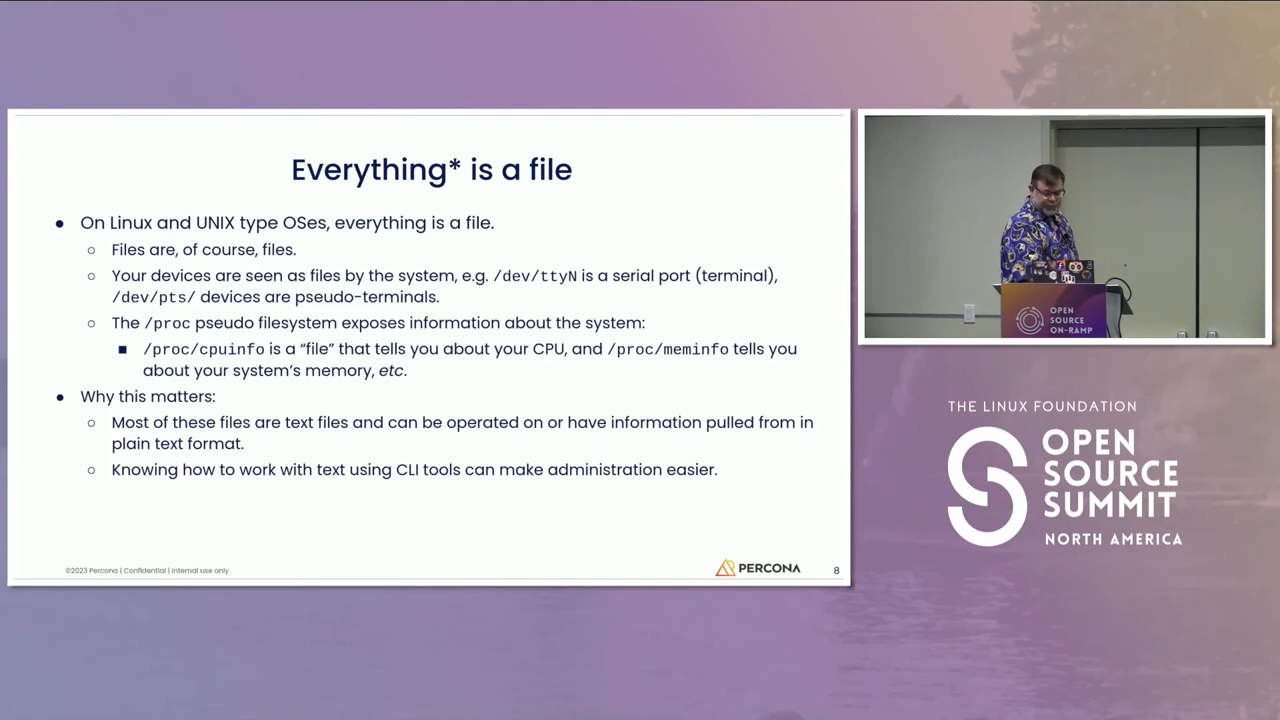 Everything* is a file
● On Linux and UNIX type OSes, everything is a file.
○ Files are, of course, files.
○ Your devices are seen as files by the system, e.g. /dev/ttyN is a serial port (terminal),
/dev/pts/ devices are pseudo-terminals.
○ The /proc pseudo filesystem exposes information about the system:
■ /proc/cpuinfo is a “file” that tells you about your CPU, and /proc/meminfo tells you
about your system’s memory, etc.
● Why this matters:
○ Most of these files are text files and can be operated on or have information pulled from in
plain text format.
○ Knowing how to work with text using CLI tools can make administration easier.
©2023 Percona | Confidential | Internal use only
PERCONA
8
OPEN
SOURCE
ON-RAMP
THE LINUX FOUNDATION
OPEN
SOURCE
SUMMIT
NORTH AMERICA